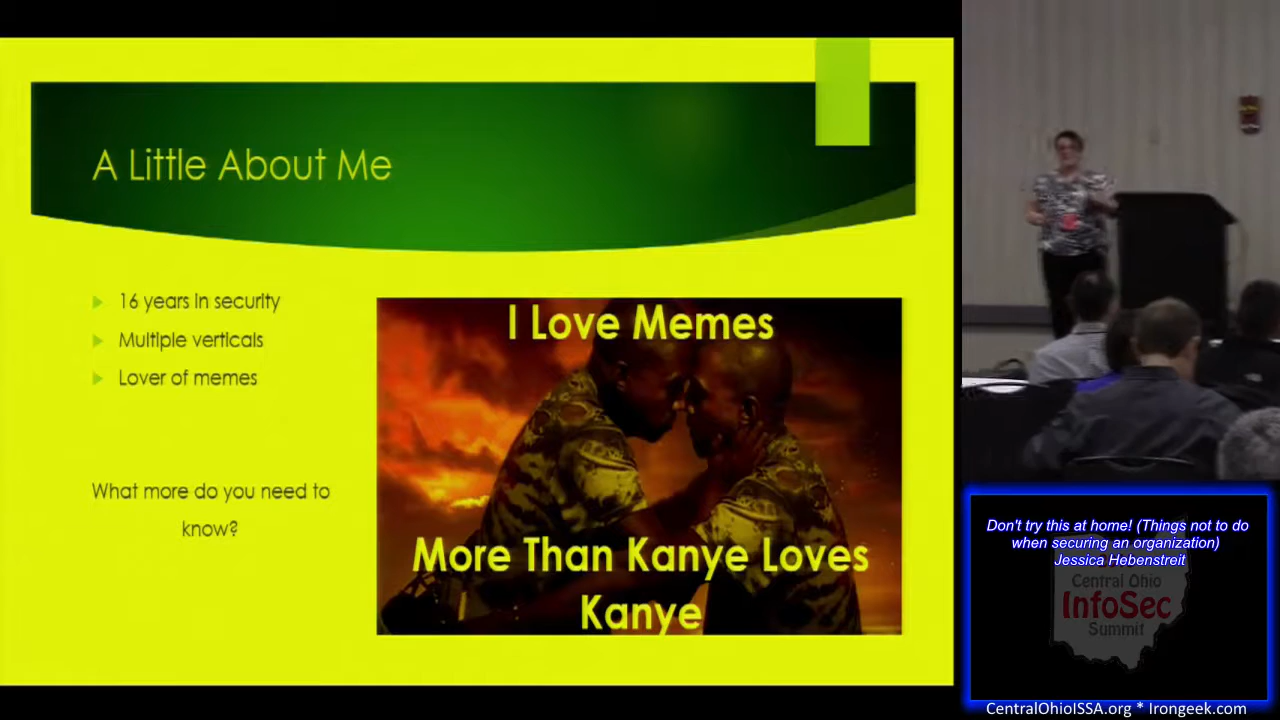 A Little About Me
16 years in security
Multiple verticals
Lover of memes
What more do you need to
know?
I Love Memes
More Than Kanye Loves
Kanye
Don't try this at home! (Things not to do
when securing an organization)
Jessica Hebenstreit
Central Ohio
InfoSec
Summit
CentralOhioISSA.org * Irongeek.com